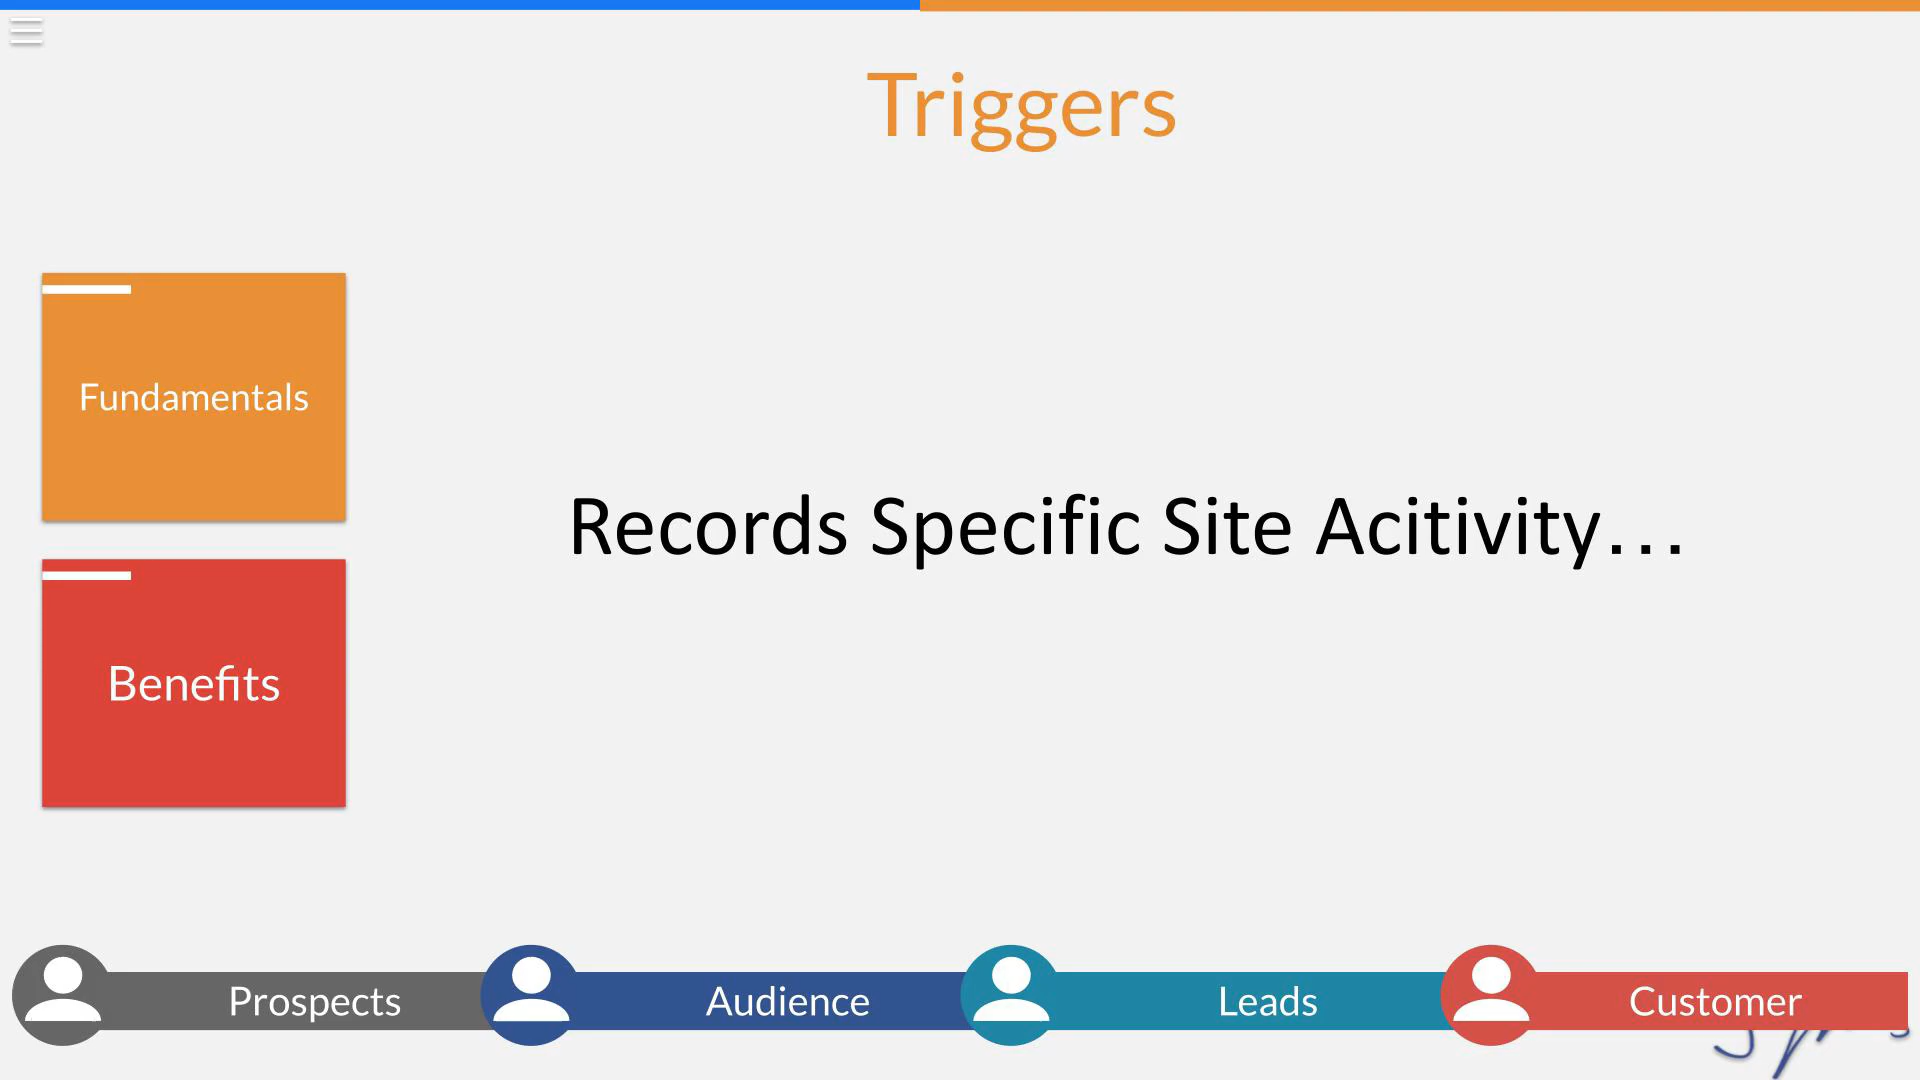 Triggers
Fundamentals
Records Specific Site Acitivity...
Benefits
Prospects
Audience
Leads
Customer